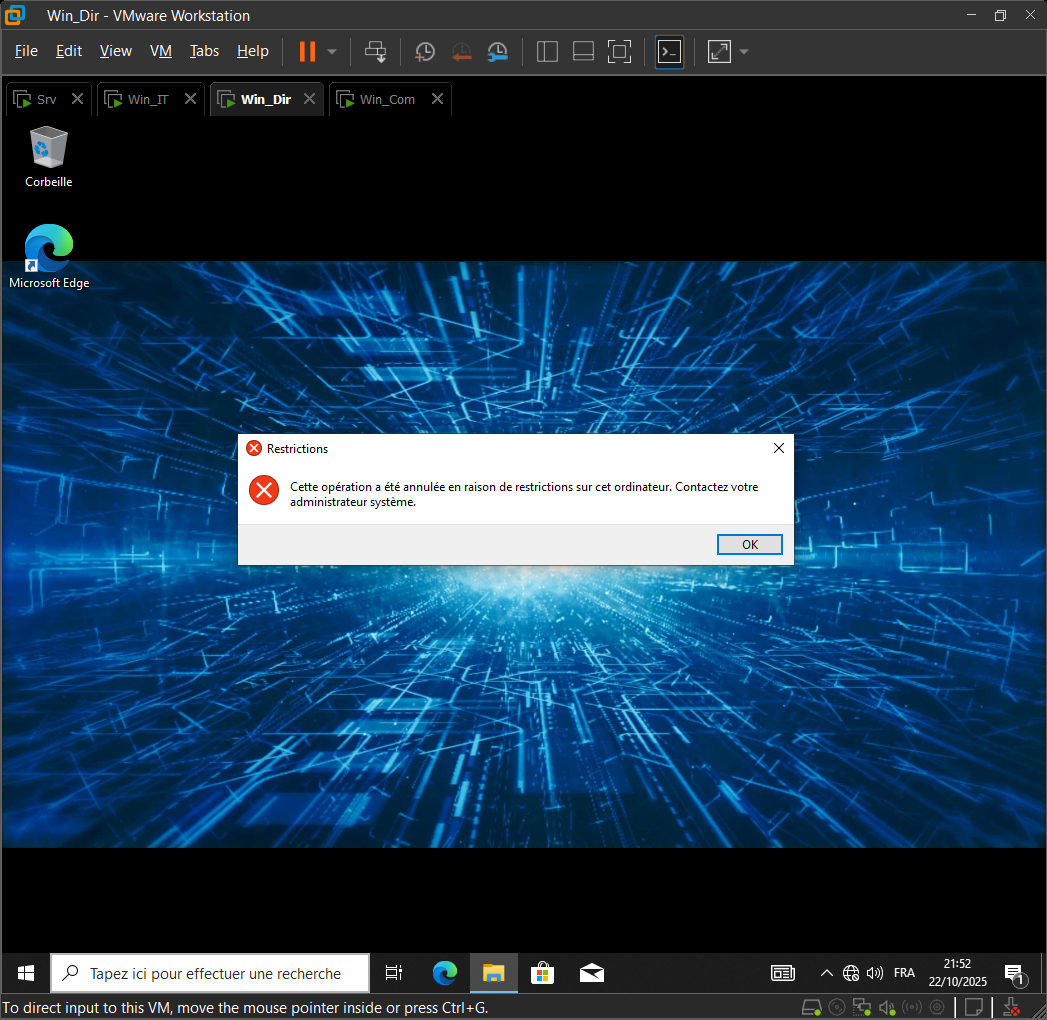 Win_Dir - VMware Workstation
File Edit View VM Tabs Help
Srv Win_IT Win_Dir Win_Com
Corbeille
Microsoft Edge
Restrictions
Cette opération a été annulée en raison de restrictions sur cet ordinateur. Contactez votre
administrateur système.
OK
Tapez ici pour effectuer une recherche
FRA
21:52
22/10/2025
1
To direct input to this VM, move the mouse pointer inside or press Ctrl+G.